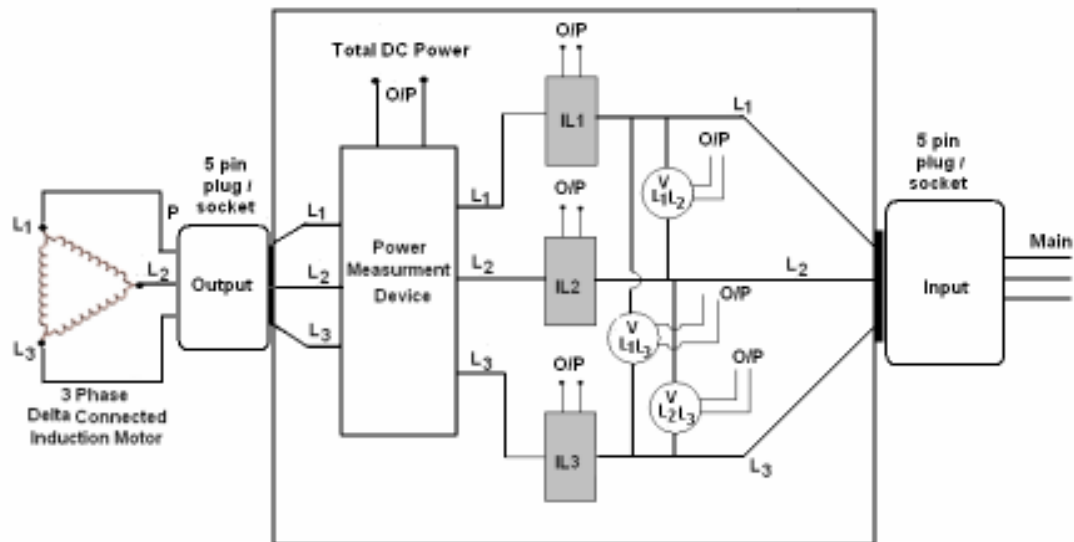 Total DC Power
O/P
O/P
IL1
L1
O/P
V
L1L2
5 pin
plug /
socket
5 pin
plug /
socket
L1
P
L2
L3
Output
L1
L2
L3
Power
Measurment
Device
L1
L2
L3
O/P
IL2
L2
O/P
V
L1L3
O/P
V
L2L3
O/P
IL3
L3
Input
Main
3 Phase
Delta Connected
Induction Motor